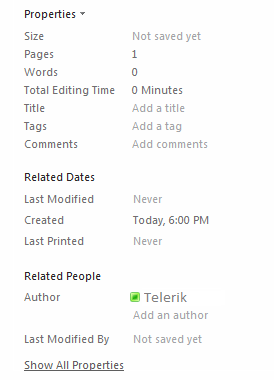 Properties
Size Not saved yet
Pages 1
Words 0
Total Editing Time 0 Minutes
Title Add a title
Tags Add a tag
Comments Add comments
Related Dates
Last Modified Never
Created Today, 6:00 PM
Last Printed Never
Related People
Author Telerik
Add an author
Last Modified By Not saved yet
Show All Properties